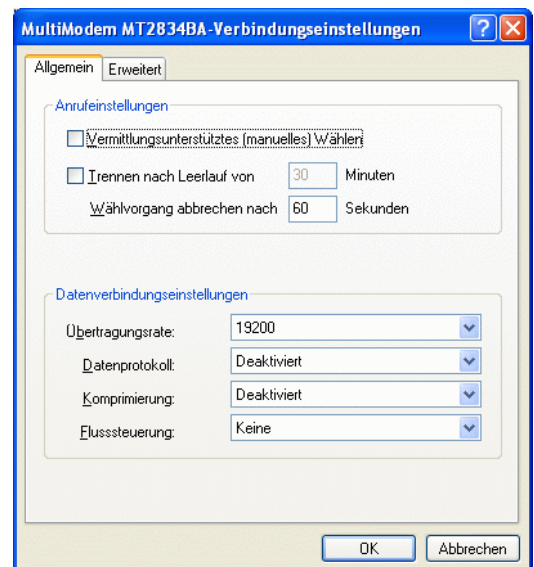 MultiModem MT2834BA-Verbindungseinstellungen
Allgemein Erweitert
Anrufeinstellungen
Vermittlungsunterstütztes (manuelles) Wählen
Trennen nach Leerlauf von 30 Minuten
Wählvorgang abbrechen nach 60 Sekunden
Datenverbindungseinstellungen
Übertragungsrate: 19200
Datenprotokoll: Deaktiviert
Komprimierung: Deaktiviert
Flusssteuerung: Keine
OK Abbrechen